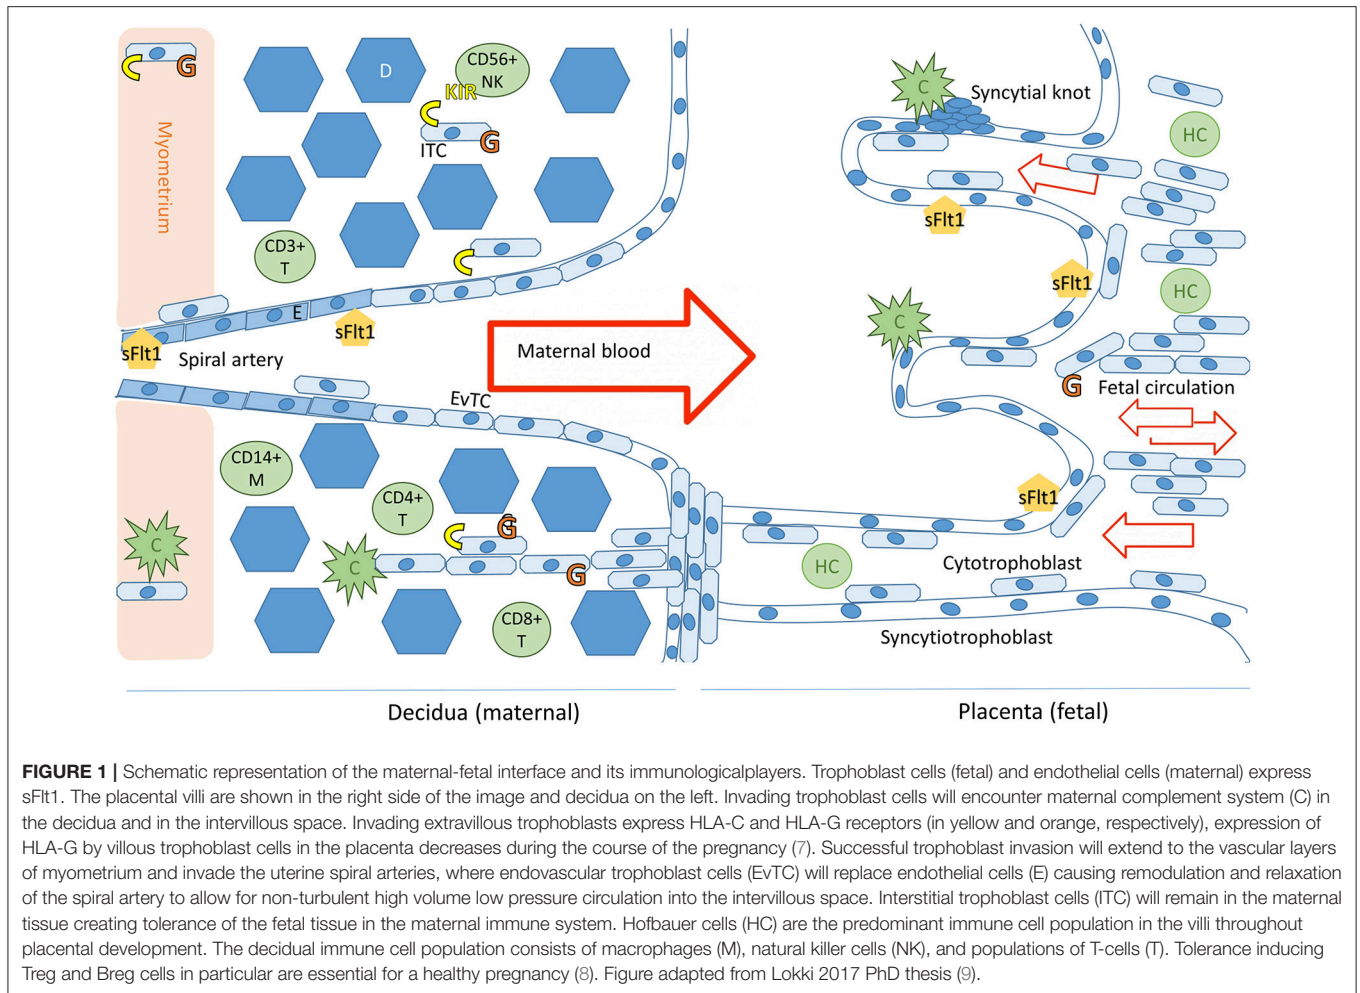 G
Myometrium
D
CD56+
NK
KIR
G
ITC
CD3+
T
E
sFlt1
sFlt1
Spiral artery
Maternal blood
EvTC
CD14+
M
CD4+
T
G
C
C
G
CD8+
T
C
Syncytial knot
HC
sFlt1
sFlt1
HC
C
G
Fetal circulation
sFlt1
HC
Cytotrophoblast
Syncytiotrophoblast
Decidua (maternal)
Placenta (fetal)
FIGURE 1 | Schematic representation of the maternal-fetal interface and its immunologicalplayers. Trophoblast cells (fetal) and endothelial cells (maternal) express
sFlt1. The placental villi are shown in the right side of the image and decidua on the left. Invading trophoblast cells will encounter maternal complement system (C) in
the decidua and in the intervillous space. Invading extravillous trophoblasts express HLA-C and HLA-G receptors (in yellow and orange, respectively), expression of
HLA-G by villous trophoblast cells in the placenta decreases during the course of the pregnancy (7). Successful trophoblast invasion will extend to the vascular layers
of myometrium and invade the uterine spiral arteries, where endovascular trophoblast cells (EvTC) will replace endothelial cells (E) causing remodulation and relaxation
of the spiral artery to allow for non-turbulent high volume low pressure circulation into the intervillous space. Interstitial trophoblast cells (ITC) will remain in the maternal
tissue creating tolerance of the fetal tissue in the maternal immune system. Hofbauer cells (HC) are the predominant immune cell population in the villi throughout
placental development. The decidual immune cell population consists of macrophages (M), natural killer cells (NK), and populations of T-cells (T). Tolerance inducing
Treg and Breg cells in particular are essential for a healthy pregnancy (8). Figure adapted from Lokki 2017 PhD thesis (9).